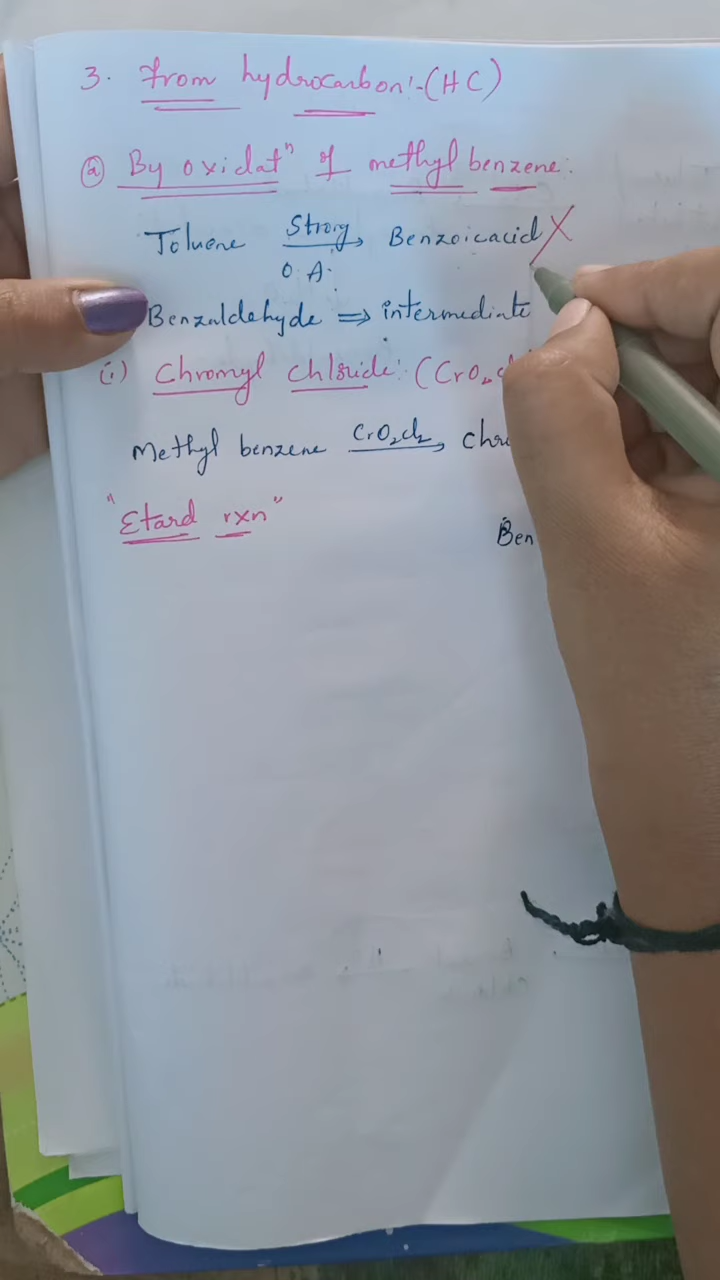 3. From hydrocarbon:-(HC)
ⓐ By oxidatⁿ of methyl benzene:
Toluene Strong Benzoicacid X
O.A.
Benzaldehyde ⇒ intermediate
(i) Chromyl chloride: (CrO₂
Methyl benzene CrO₂Cl₂
"Etard rxn"